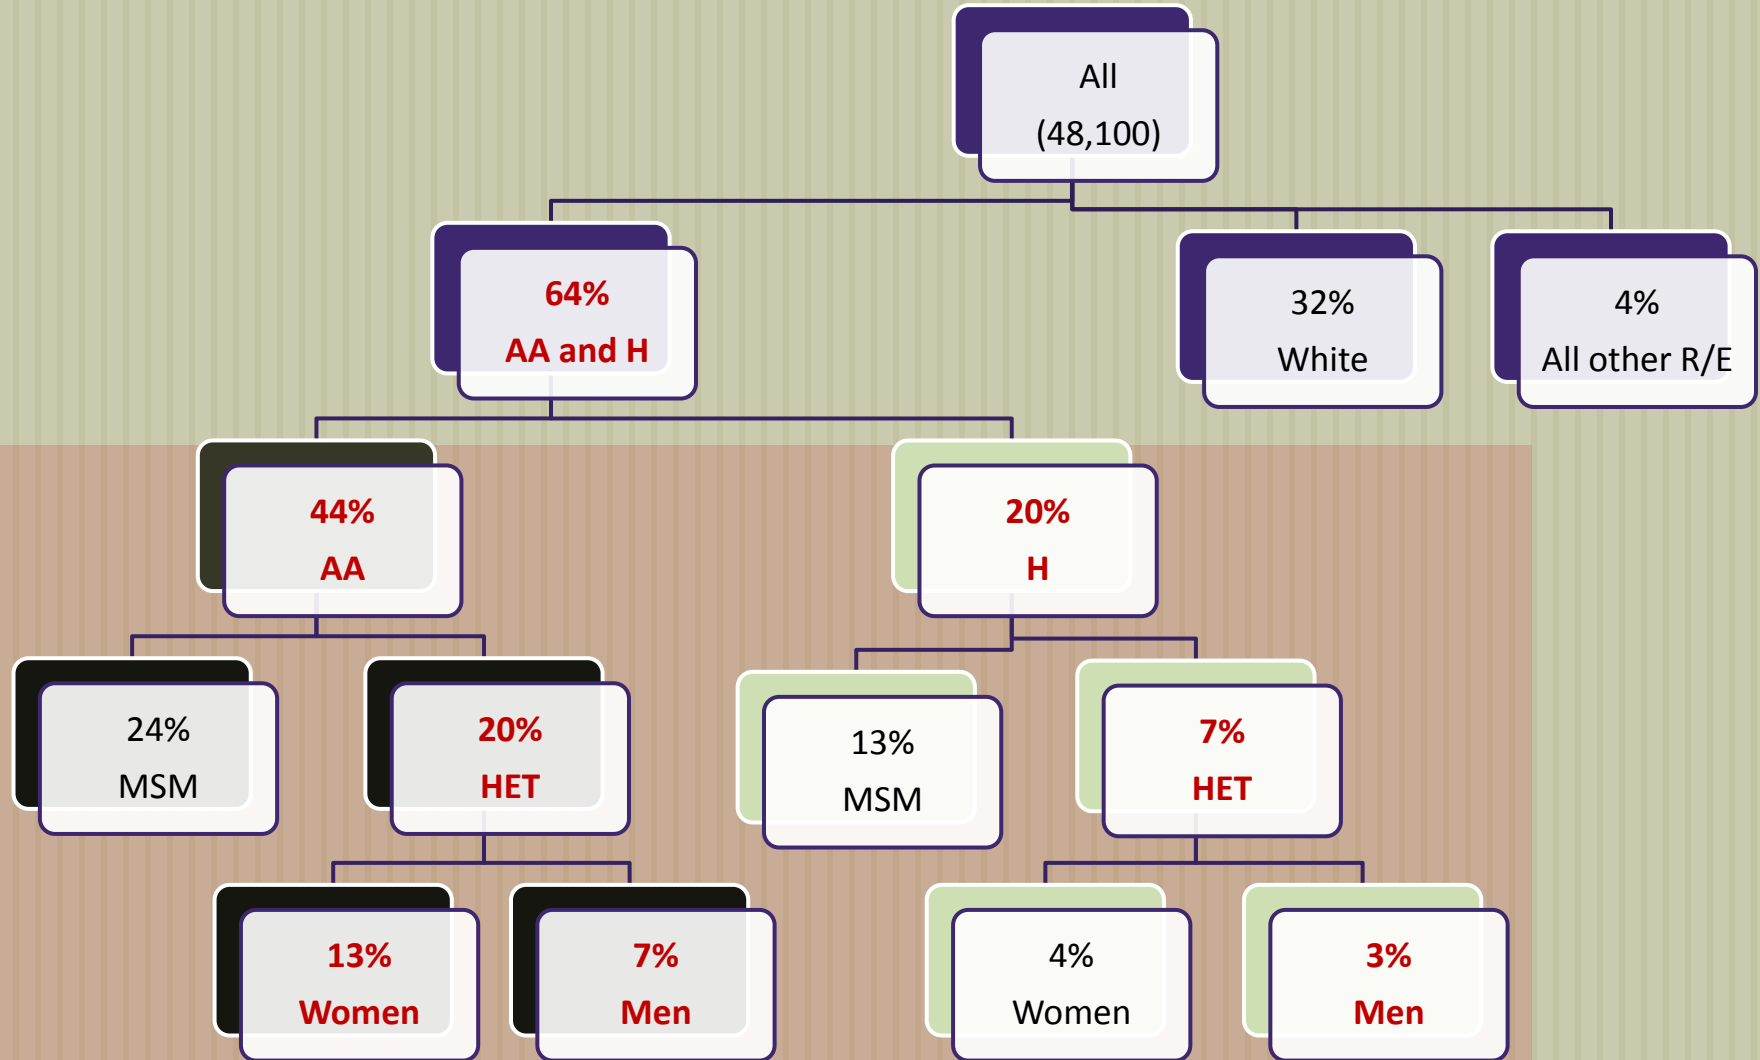 All
(48,100)
64%
AA and H
32%
White
4%
All other R/E
44%
AA
20%
H
24%
MSM
20%
HET
13%
MSM
7%
HET
13%
Women
7%
Men
4%
Women
3%
Men